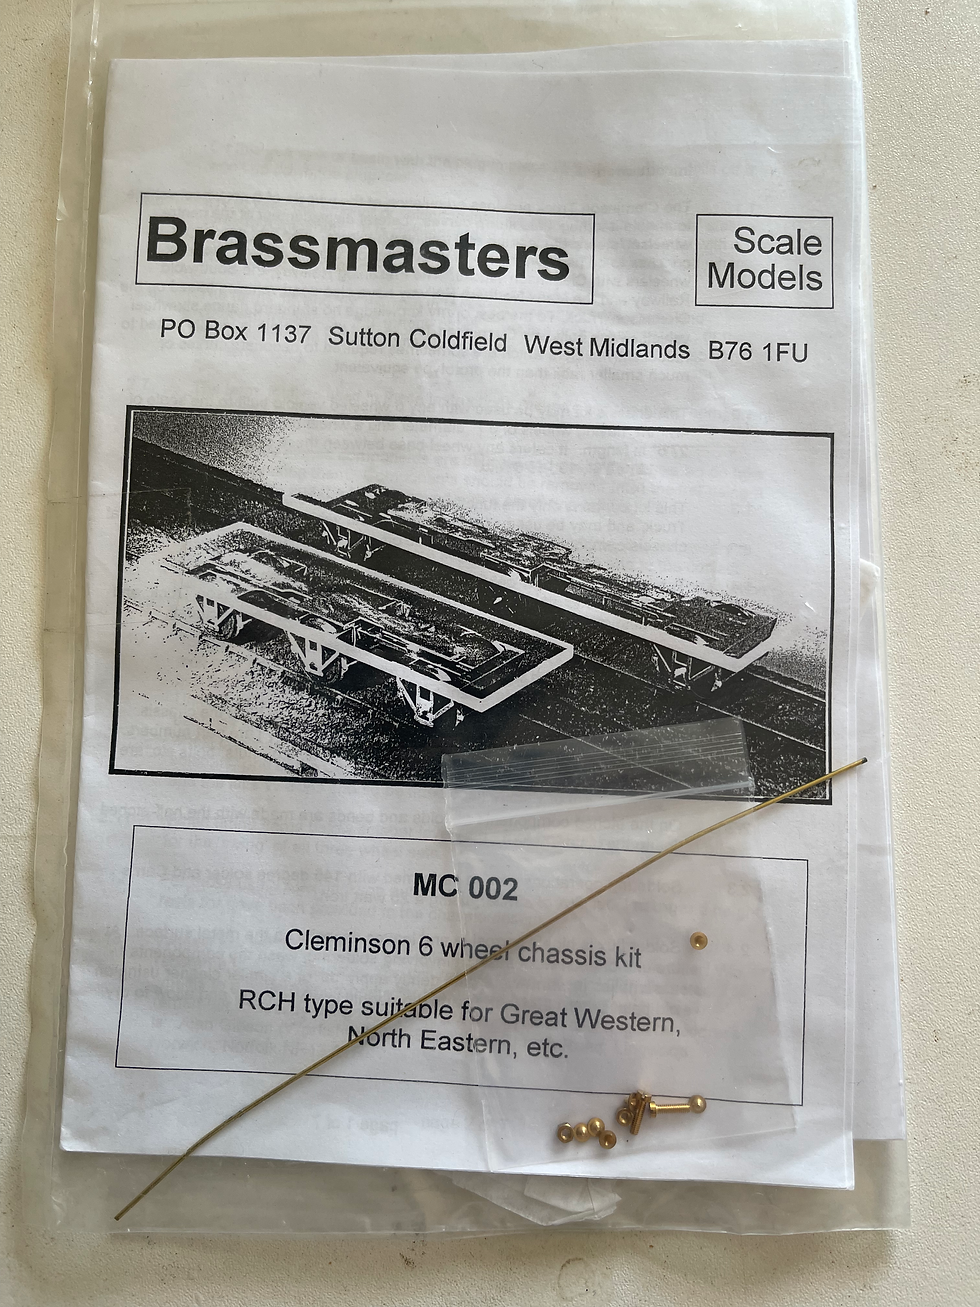 Brassmasters
Scale
Models
PO Box 1137 Sutton Coldfield West Midlands B76 1FU
MC 002
Cleminson 6 wheel chassis kit
RCH type suitable for Great Western,
North Eastern, etc.